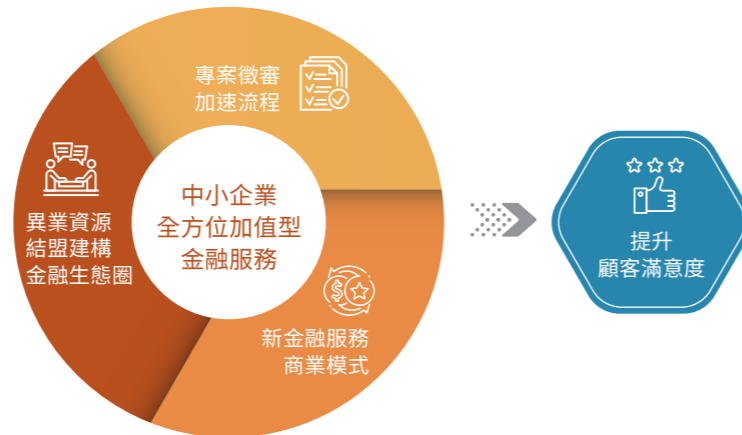 專案徵審
加速流程
異業資源
結盟建構
金融生態圈
中小企業
全方位加值型
金融服務
新金融服務
商業模式
提升
顧客滿意度